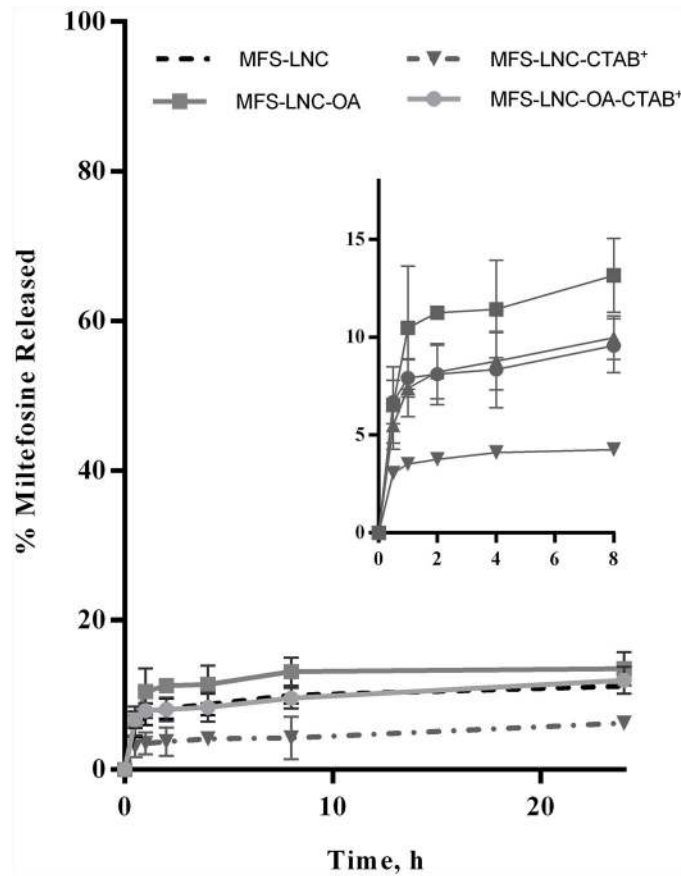 100
MFS-LNC
MFS-LNC-CTAB⁺
MFS-LNC-OA
MFS-LNC-OA-CTAB⁺
80
15
60
10
% Miltefosine Released
40
5
0
0 2 4 6 8
20
0
0 10 20
Time, h